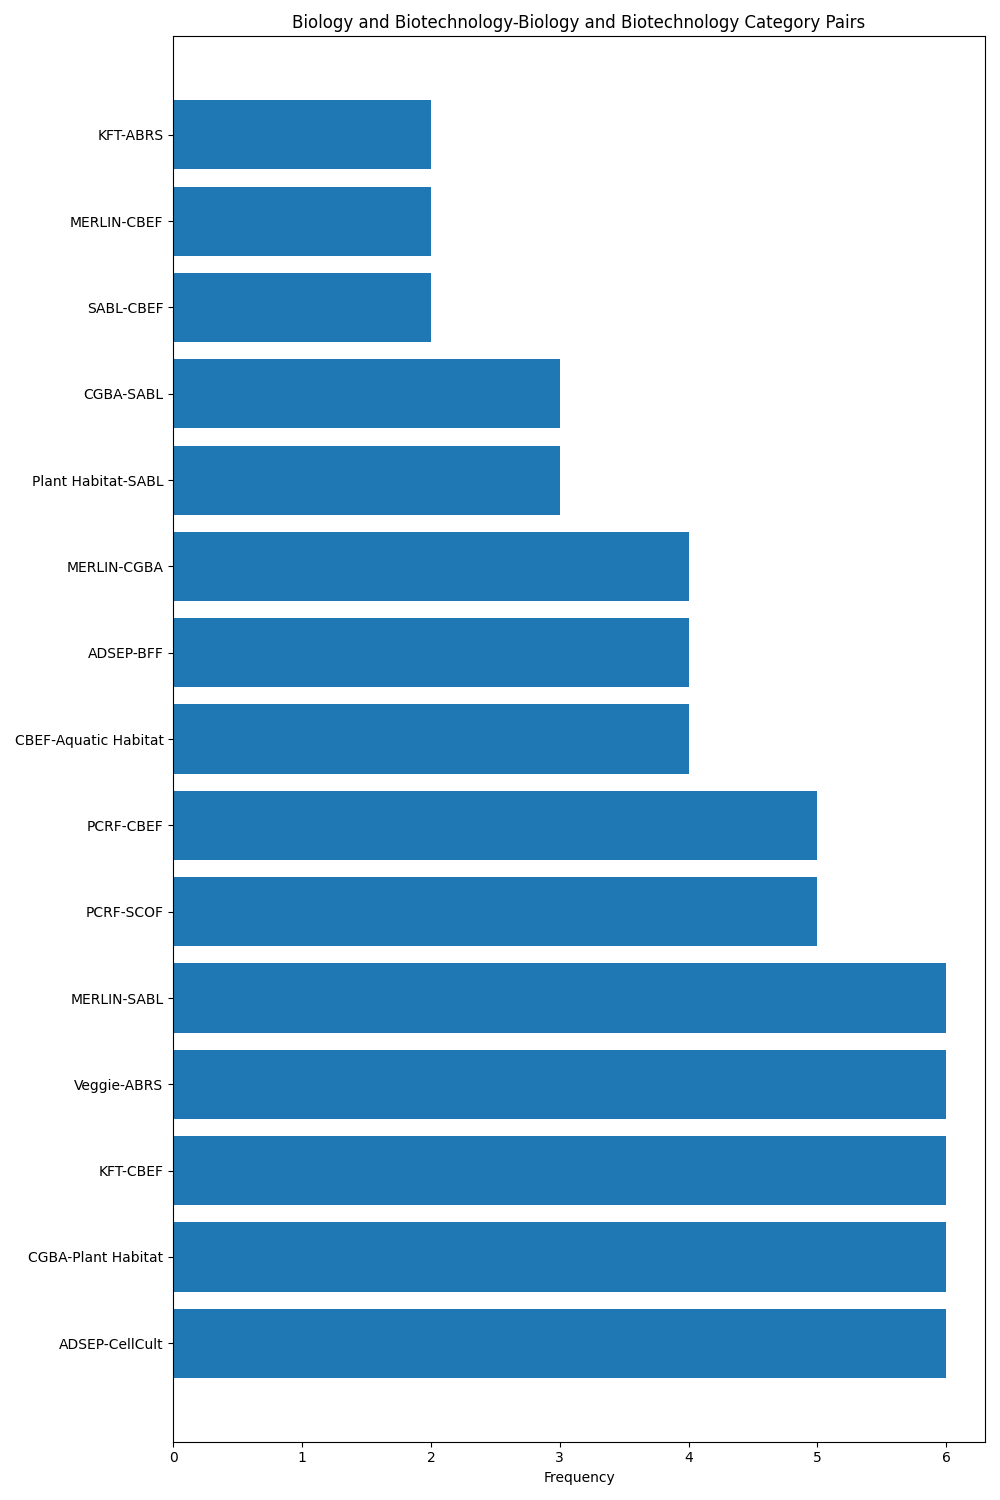 Biology and Biotechnology-Biology and Biotechnology Category Pairs
KFT-ABRS
MERLIN-CBEF
SABL-CBEF
CGBA-SABL
Plant Habitat-SABL
MERLIN-CGBA
ADSEP-BFF
CBEF-Aquatic Habitat
PCRF-CBEF
PCRF-SCOF
MERLIN-SABL
Veggie-ABRS
KFT-CBEF
CGBA-Plant Habitat
ADSEP-CellCult
0 1 2 3 4 5 6
Frequency